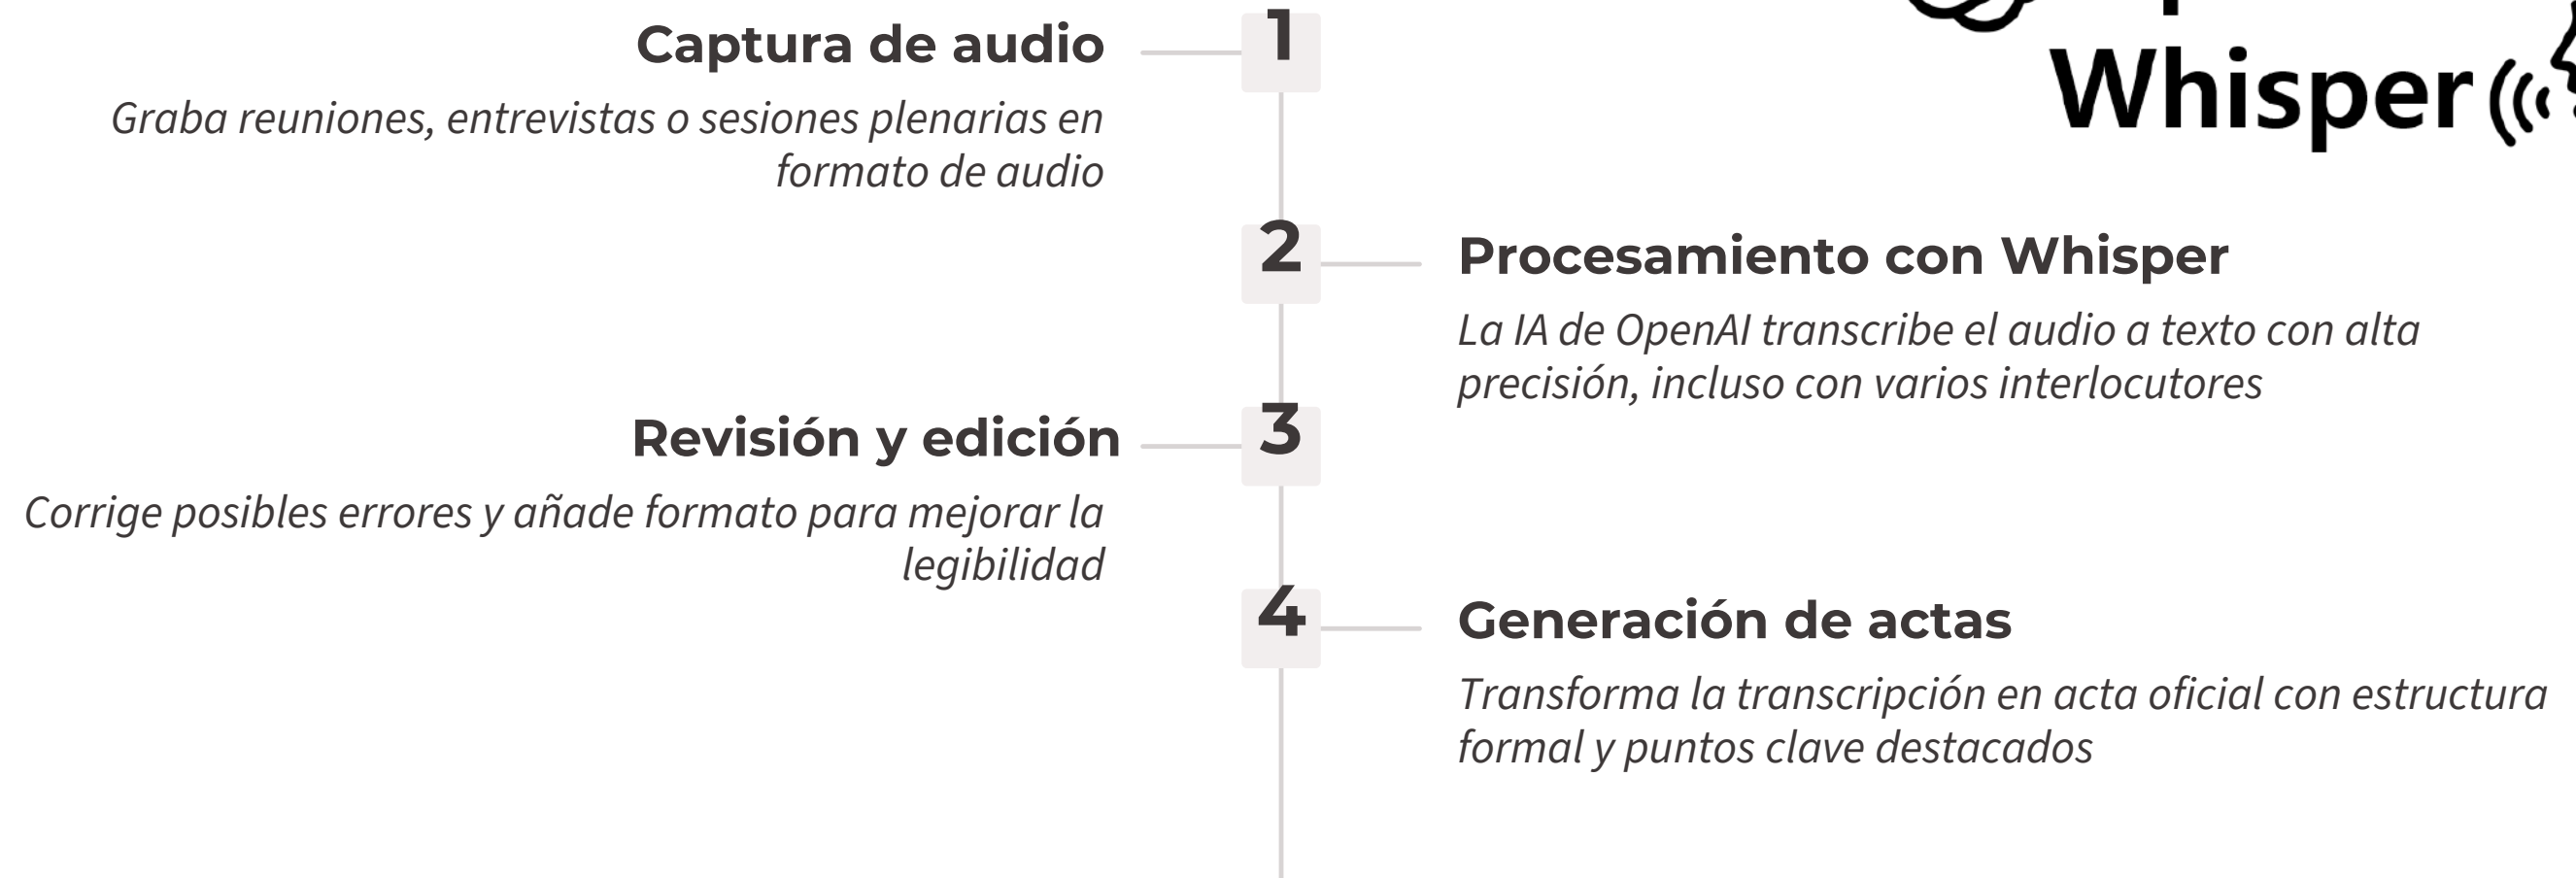 1
Captura de audio
Graba reuniones, entrevistas o sesiones plenarias en
formato de audio
Whisper
2
Procesamiento con Whisper
La IA de OpenAI transcribe el audio a texto con alta
precisión, incluso con varios interlocutores
3
Revisión y edición
Corrige posibles errores y añade formato para mejorar la
legibilidad
4
Generación de actas
Transforma la transcripción en acta oficial con estructura
formal y puntos clave destacados